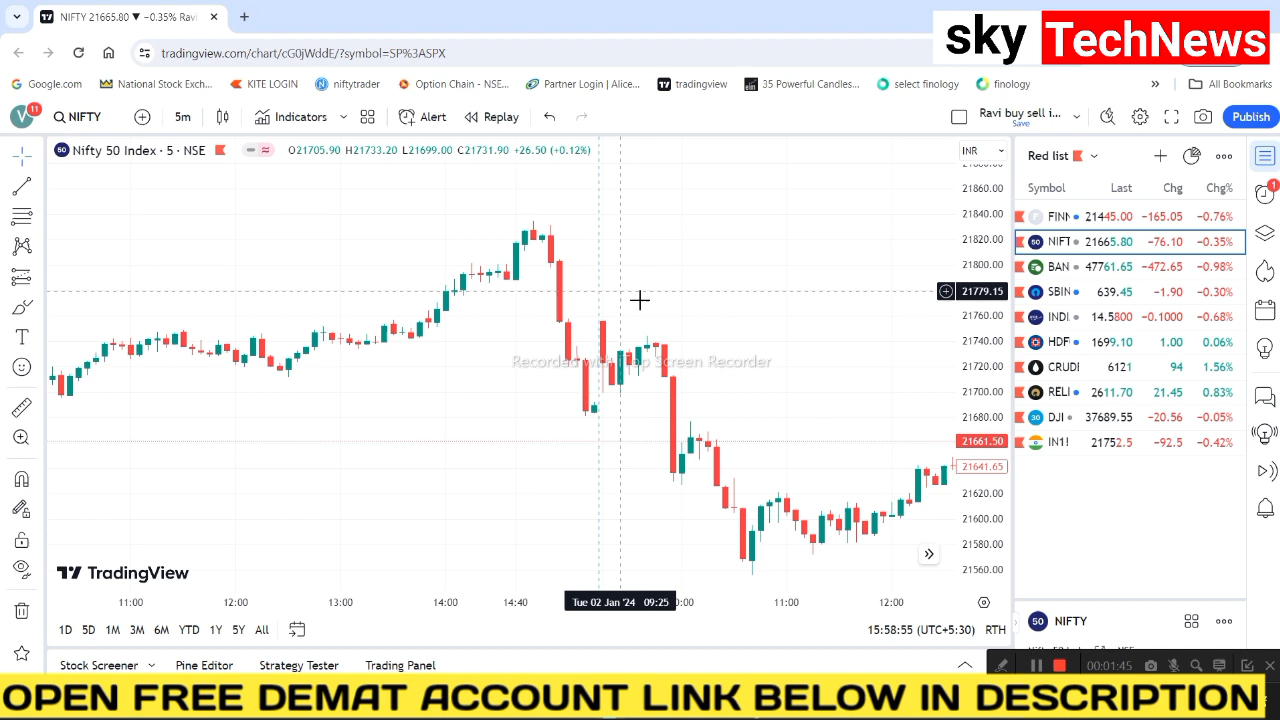 NIFTY 21665.80 ▼ −0.35% Ravi
tradingview.com/chart/
sky TechNews
Google.com
National Stock Exch...
KITE LOGIN
niftytrader
Option Chain - NSE...
Partner Login | Alice...
tradingview
35 Powerful Candles...
select finology
finology
»
All Bookmarks
V
11
NIFTY
5m
Indicators
Alert
Replay
Ravi buy sell i...
Save
Publish
50 Nifty 50 Index · 5 · NSE
O21705.90 H21733.20 L21699.00 C21731.90 +26.50 (+0.12%)
INR
21860.00
21840.00
21820.00
21800.00
21779.15
21760.00
21740.00
21720.00
21700.00
21680.00
21661.50
21641.65
21620.00
21600.00
21580.00
21560.00
TradingView
11:00
12:00
13:00
14:00
14:40
Tue 02 Jan '24 09:25
11:00
12:00
1D 5D 1M 3M 6M YTD 1Y 5Y All
15:58:55 (UTC+5:30) RTH
Stock Screener
Pine Editor
Strategy Tester
Trading Panel
Red list
Symbol Last Chg Chg%
FINN 21445.00 −165.05 −0.76%
50 NIFT 21665.80 −76.10 −0.35%
BAN 47761.65 −472.65 −0.98%
SBIN 639.45 −1.90 −0.30%
INDI 14.5800 −0.1000 −0.68%
HDF 1699.10 1.00 0.06%
CRUDE 6121 94 1.56%
RELI 2611.70 21.45 0.83%
30 DJI 37689.55 −20.56 −0.05%
IN1! 21752.5 −92.5 −0.42%
50 NIFTY
1
00:01:45
OPEN FREE DEMAT ACCOUNT LINK BELOW IN DESCRIPTION